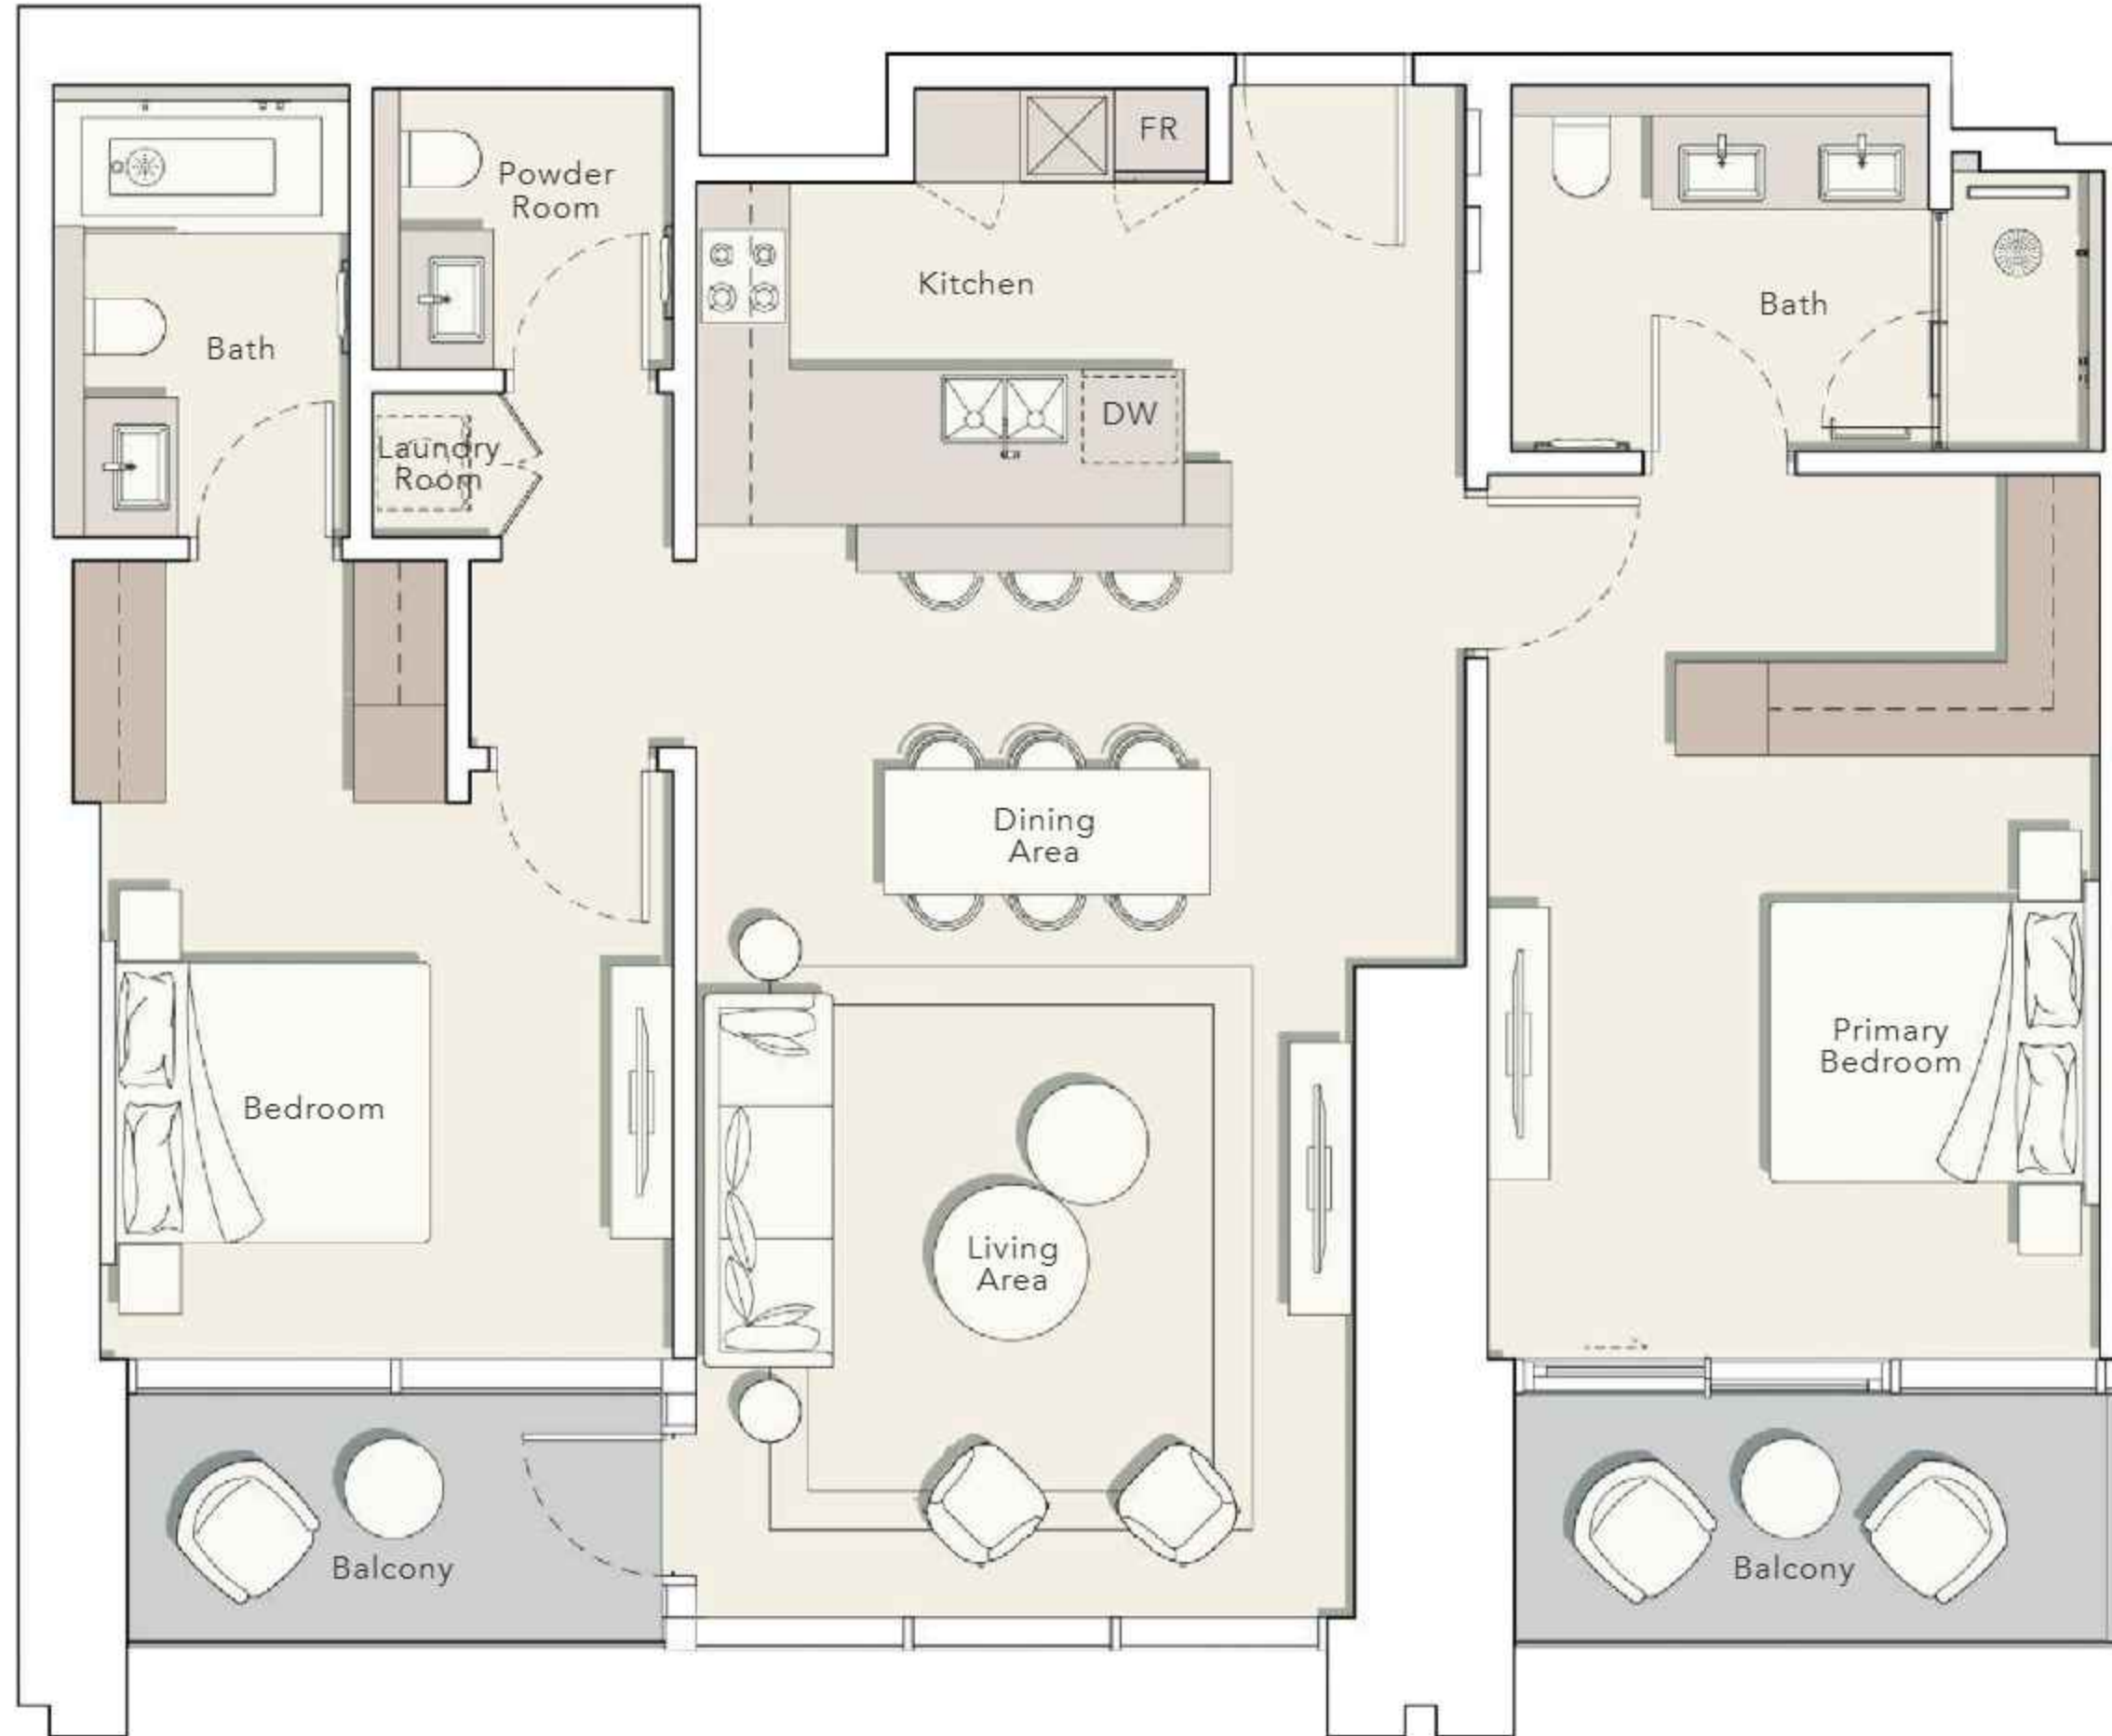 FR
Powder
Room
Kitchen
Bath
Bath
DW
Laundry
Room
Dining
Area
Primary
Bedroom
Bedroom
Living
Area
Balcony
Balcony